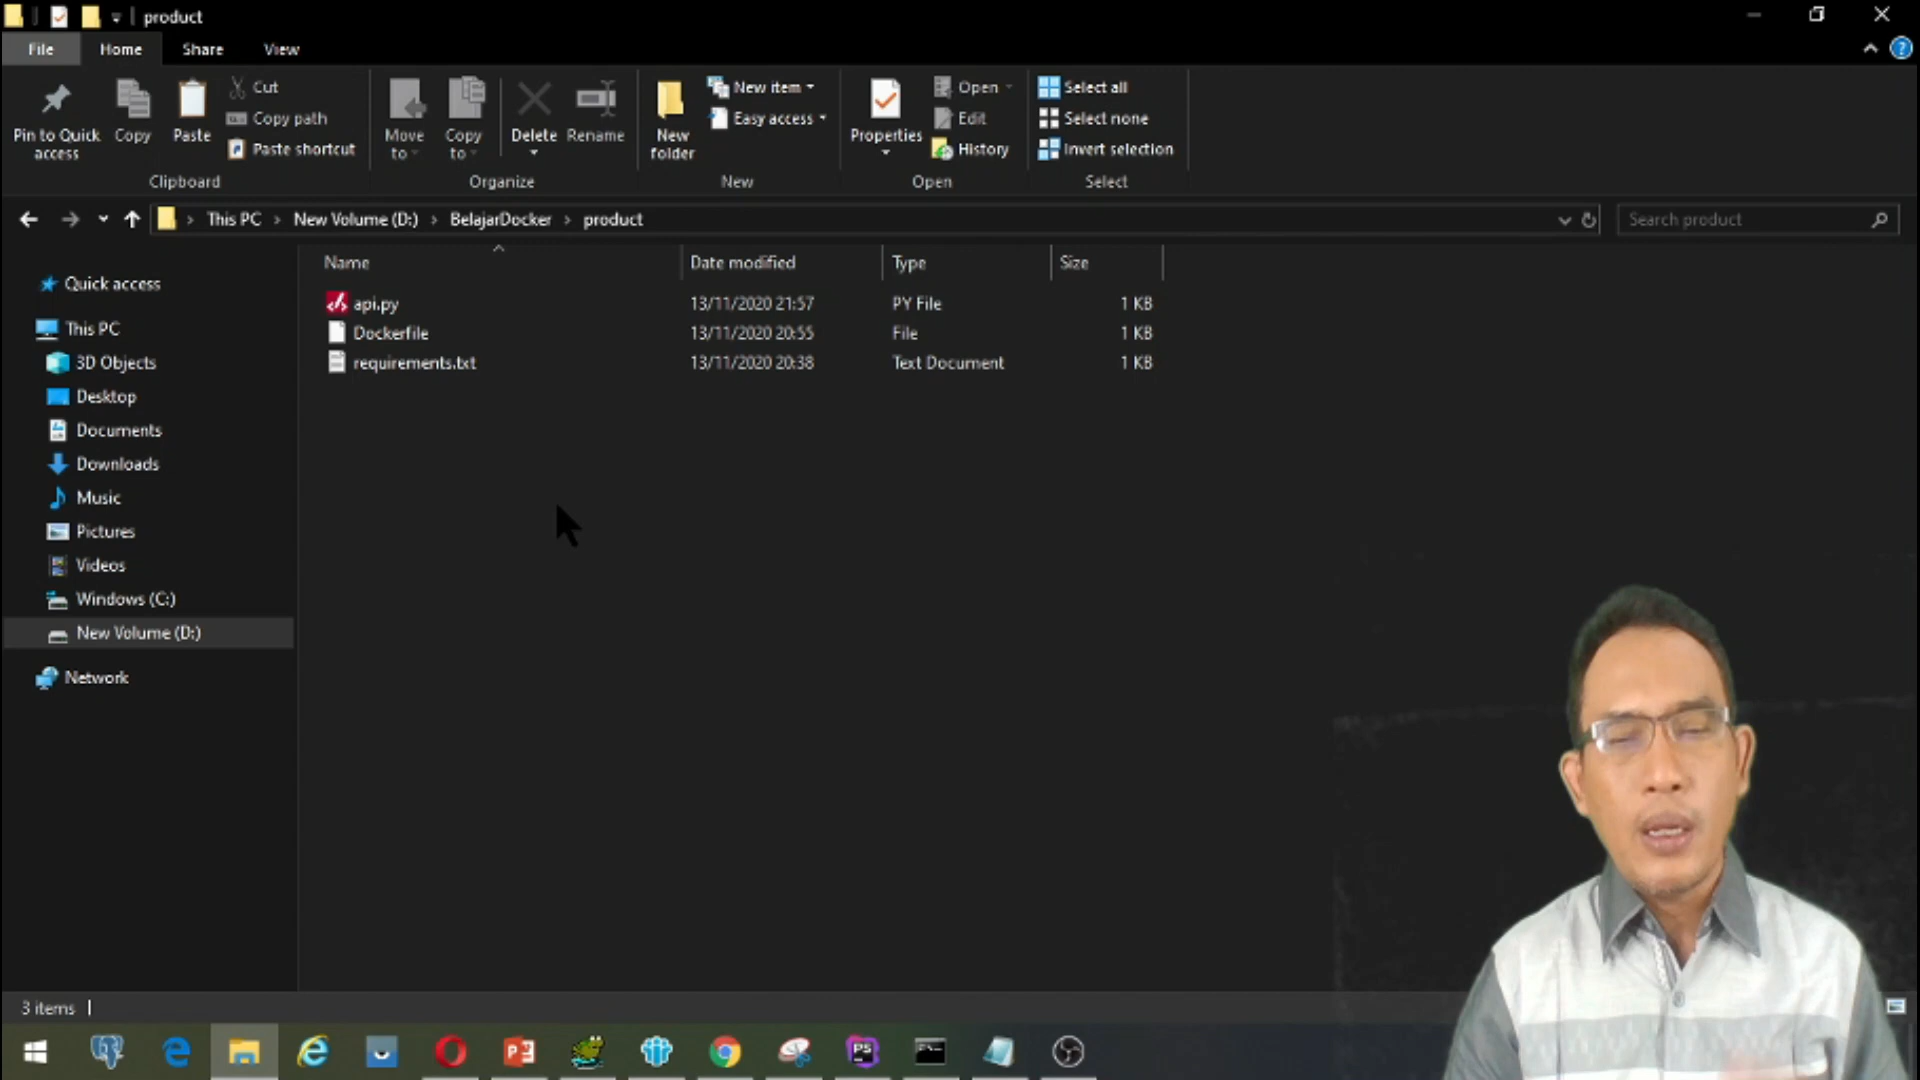 product
File Home Share View
Pin to Quick access
Copy
Paste
Cut
Copy path
Paste shortcut
Move to
Copy to
Delete
Rename
New folder
New item
Easy access
Properties
Open
Edit
History
Select all
Select none
Invert selection
Clipboard Organize New Open Select
This PC New Volume (D:) BelajarDocker product
Search product
Name Date modified Type Size
api.py 13/11/2020 21:57 PY File 1 KB
Dockerfile 13/11/2020 20:55 File 1 KB
requirements.txt 13/11/2020 20:38 Text Document 1 KB
Quick access
This PC
3D Objects
Desktop
Documents
Downloads
Music
Pictures
Videos
Windows (C:)
New Volume (D:)
Network
3 items